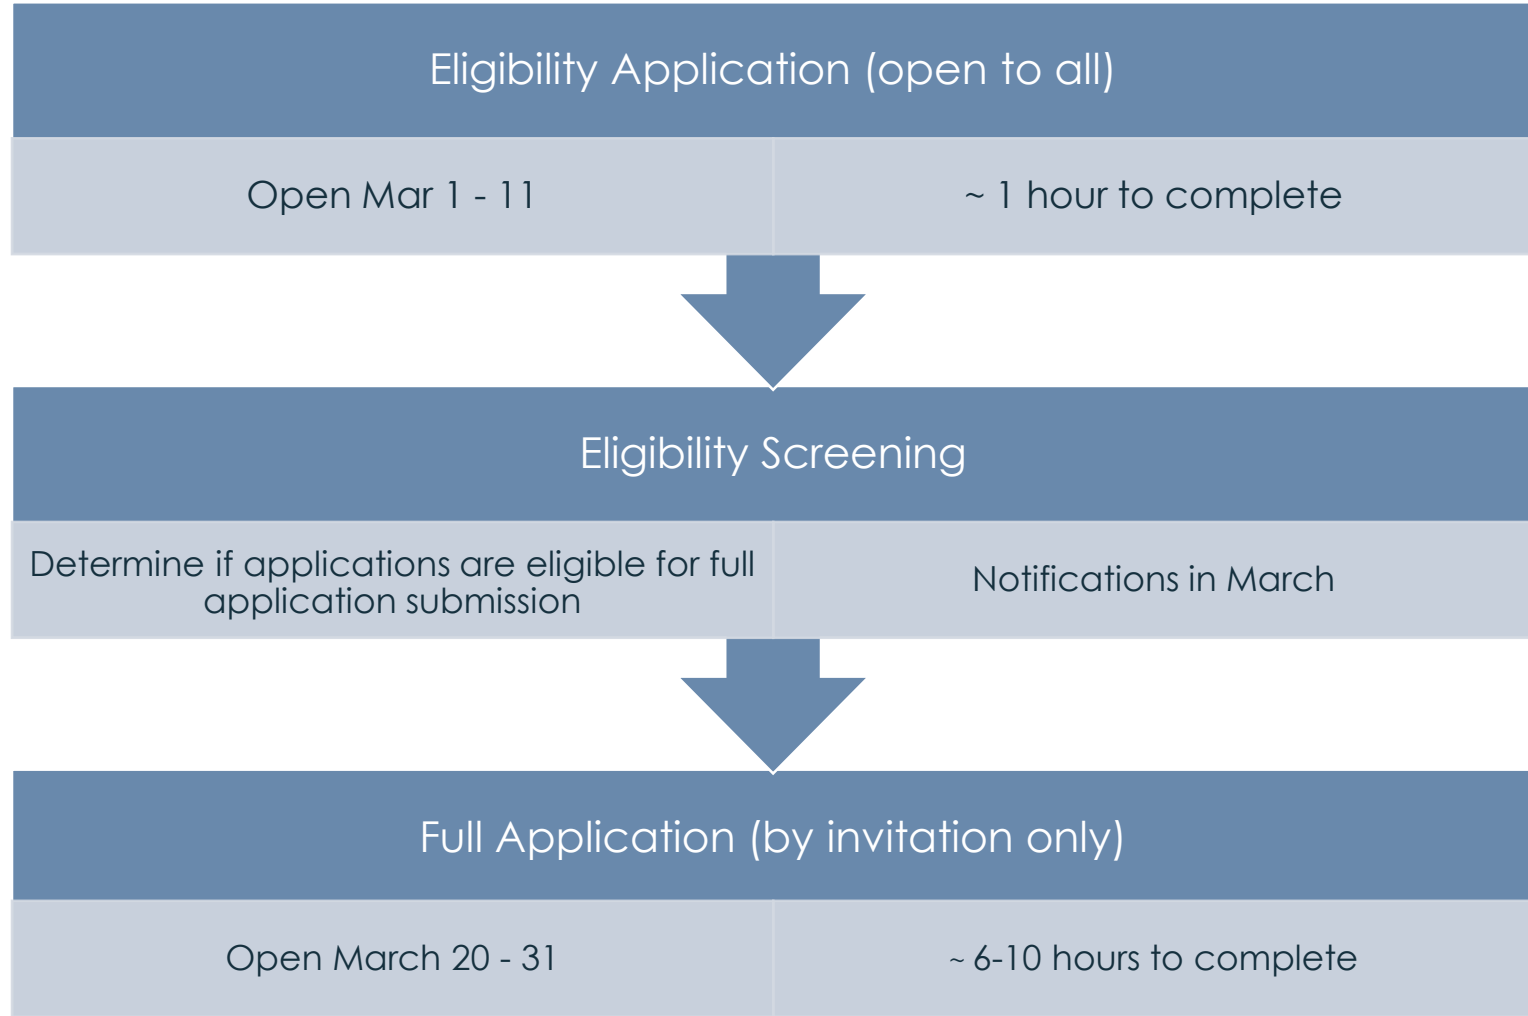 Eligibility Application (open to all)
Open Mar 1 - 11
~ 1 hour to complete
Eligibility Screening
Determine if applications are eligible for full
application submission
Notifications in March
Full Application (by invitation only)
Open March 20 - 31
~ 6-10 hours to complete